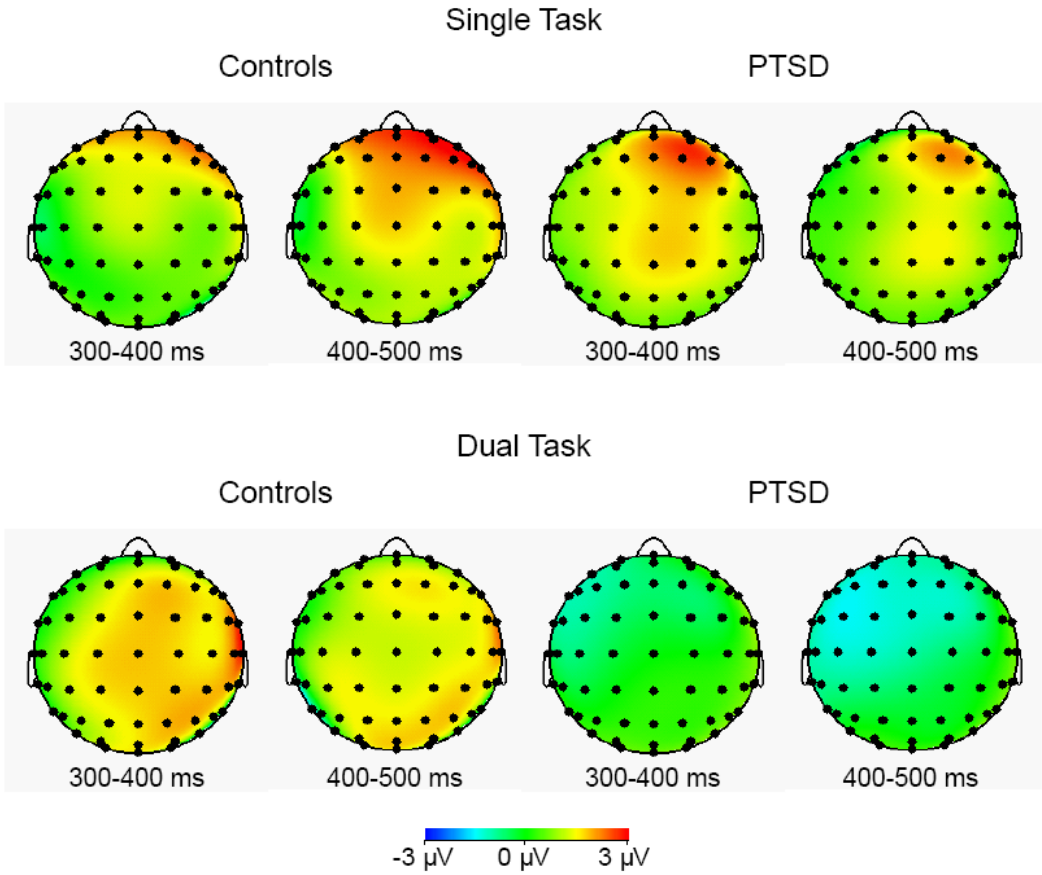 Single Task
Controls PTSD
300-400 ms 400-500 ms 300-400 ms 400-500 ms
Dual Task
Controls PTSD
300-400 ms 400-500 ms 300-400 ms 400-500 ms
-3 µV 0 µV 3 µV